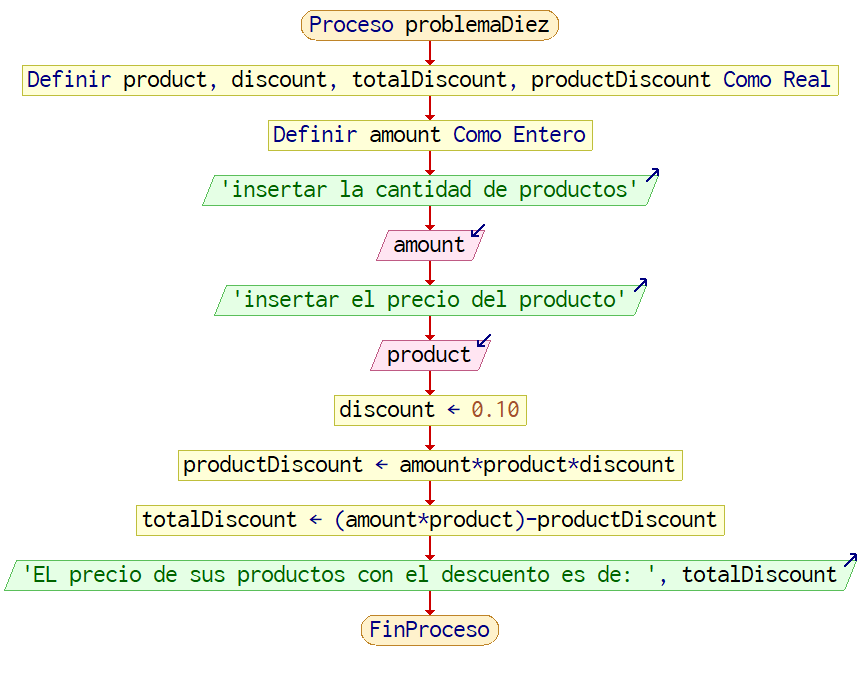 Proceso problemaDiez
Definir product, discount, totalDiscount, productDiscount Como Real
Definir amount Como Entero
'insertar la cantidad de productos'
amount
'insertar el precio del producto'
product
discount ← 0.10
productDiscount ← amount*product*discount
totalDiscount ← (amount*product)-productDiscount
'EL precio de sus productos con el descuento es de: ', totalDiscount
FinProceso